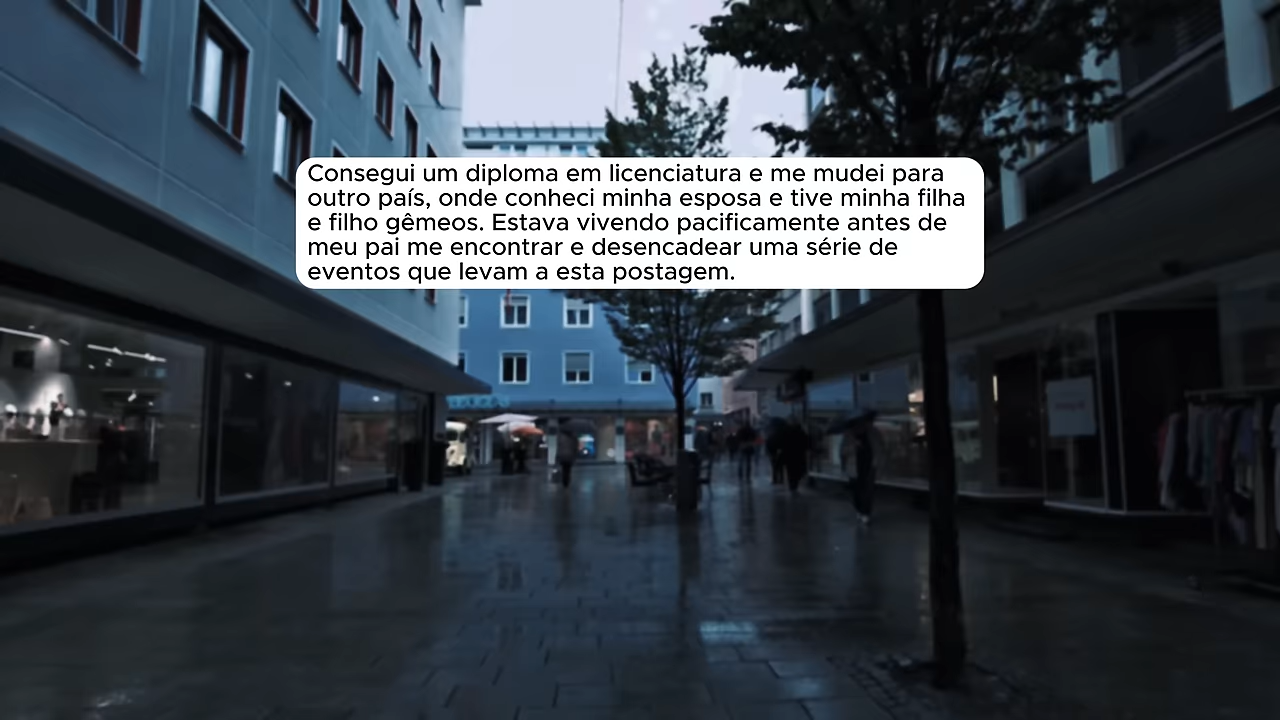 Consegui um diploma em licenciatura e me mudei para
outro país, onde conheci minha esposa e tive minha filha
e filho gêmeos. Estava vivendo pacificamente antes de
meu pai me encontrar e desencadear uma série de
eventos que levam a esta postagem.